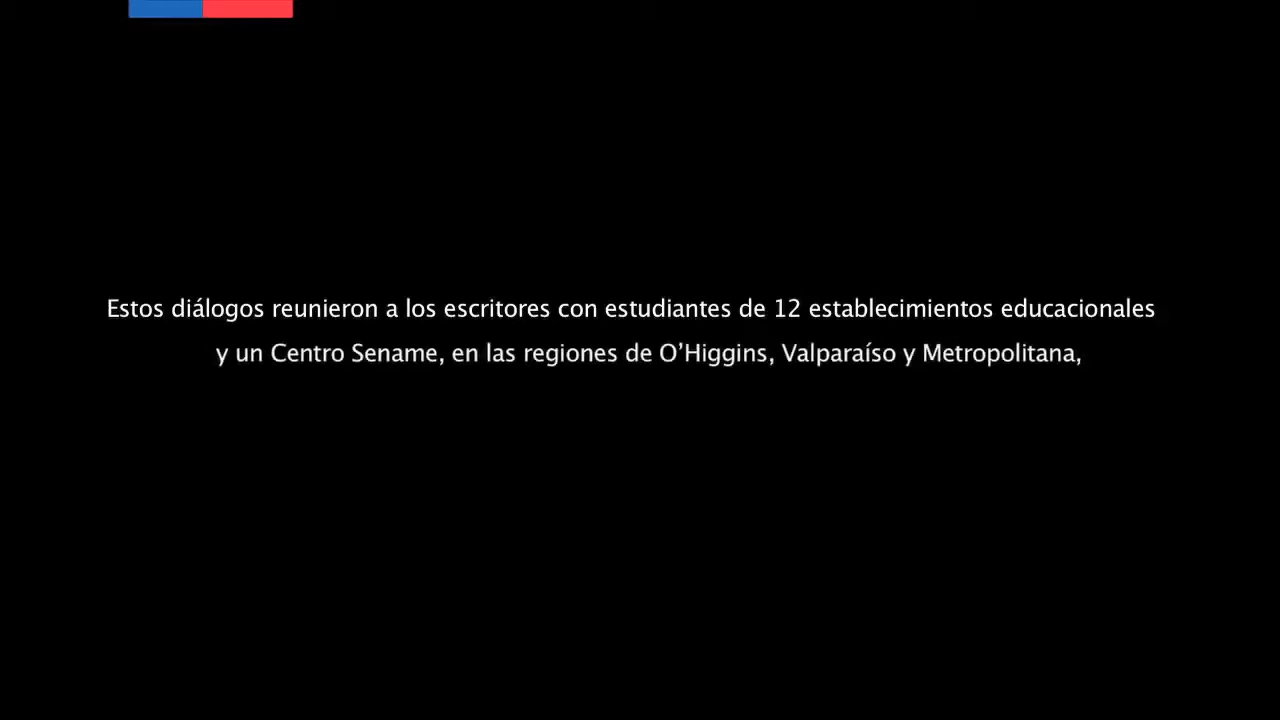 Estos diálogos reunieron a los escritores con estudiantes de 12 establecimientos educacionales
y un Centro Sename, en las regiones de O’Higgins, Valparaíso y Metropolitana,